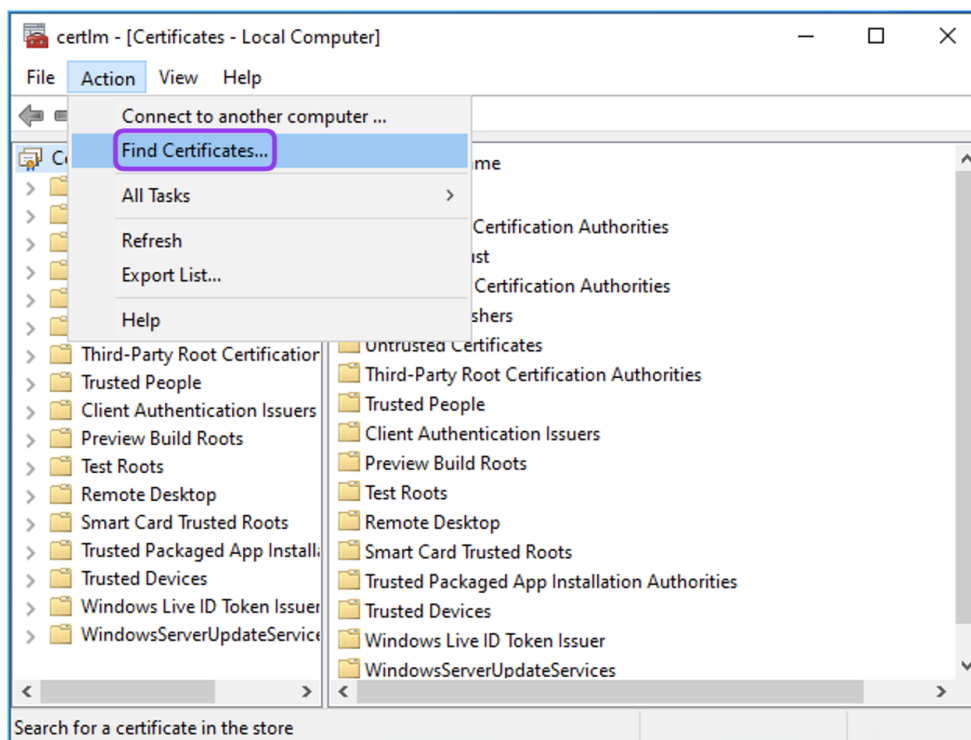 certlm - [Certificates - Local Computer]
File Action View Help
Connect to another computer ...
Find Certificates...
All Tasks
Refresh
Export List...
Help
Third-Party Root Certification
Trusted People
Client Authentication Issuers
Preview Build Roots
Test Roots
Remote Desktop
Smart Card Trusted Roots
Trusted Packaged App Install
Trusted Devices
Windows Live ID Token Issuer
WindowsServerUpdateService
Certification Authorities
Certification Authorities
Untrusted Certificates
Third-Party Root Certification Authorities
Trusted People
Client Authentication Issuers
Preview Build Roots
Test Roots
Remote Desktop
Smart Card Trusted Roots
Trusted Packaged App Installation Authorities
Trusted Devices
Windows Live ID Token Issuer
WindowsServerUpdateServices
Search for a certificate in the store